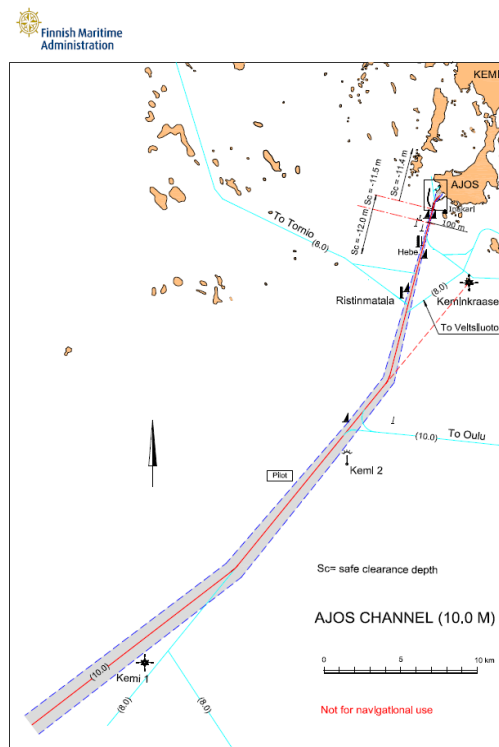 Finnish Maritime
Administration
KEMI
Sc = -11.4 m
Sc = -11.5 m
Sc = -12.0 m
AJOS
100 m
To Tornio
(8.0)
Hebe
Ristinmatala
(8.0)
Keminkraasel
To Veitsiluoto
(10.0)
To Oulu
Kemi 2
Pilot
Sc= safe clearance depth
AJOS CHANNEL (10,0 M)
(10.0)
Kemi 1
(8.0)
(8.0)
0 5 10 km
Not for navigational use